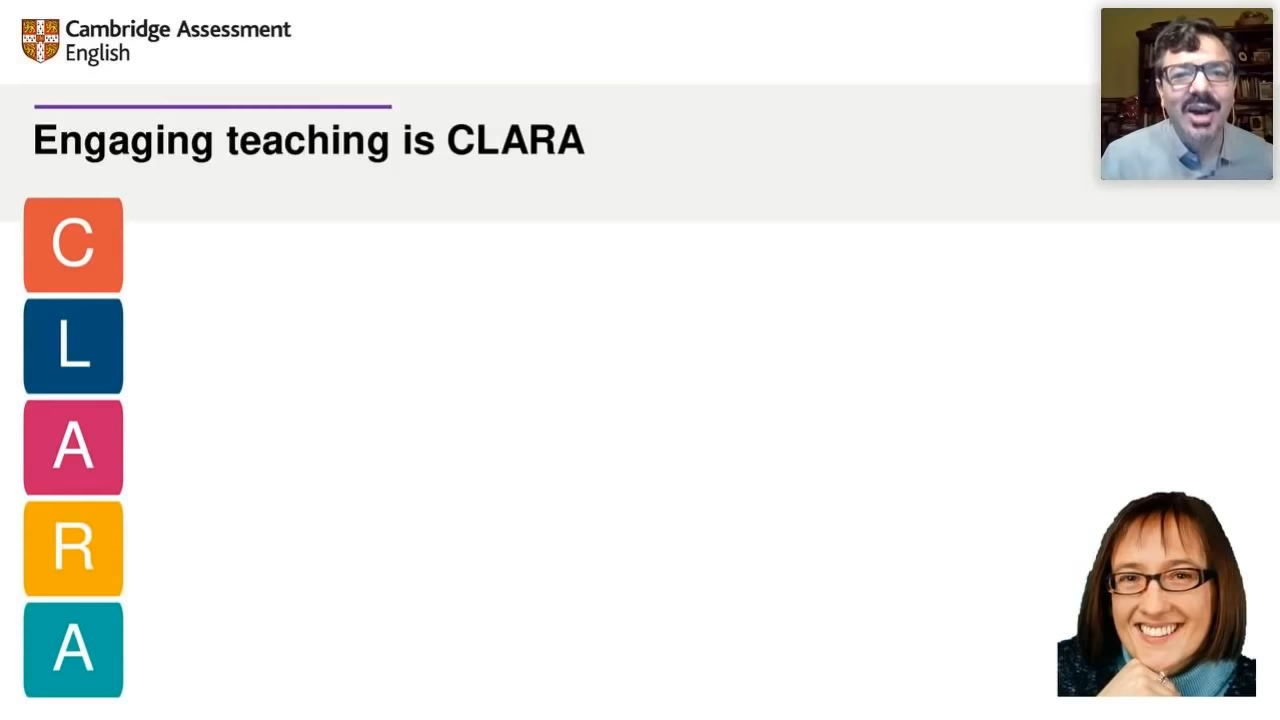 Cambridge Assessment
English
Engaging teaching is CLARA
C
L
A
R
A